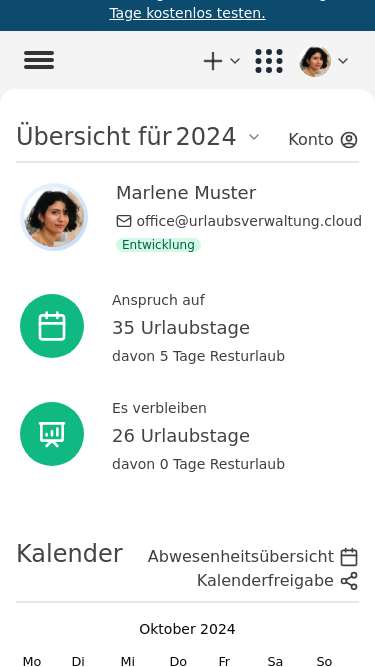 Tage kostenlos testen.
Übersicht für 2024
Konto
Marlene Muster
office@urlaubsverwaltung.cloud
Entwicklung
Anspruch auf
35 Urlaubstage
davon 5 Tage Resturlaub
Es verbleiben
26 Urlaubstage
davon 0 Tage Resturlaub
Kalender
Abwesenheitsübersicht
Kalenderfreigabe
Oktober 2024
Mo Di Mi Do Fr Sa So